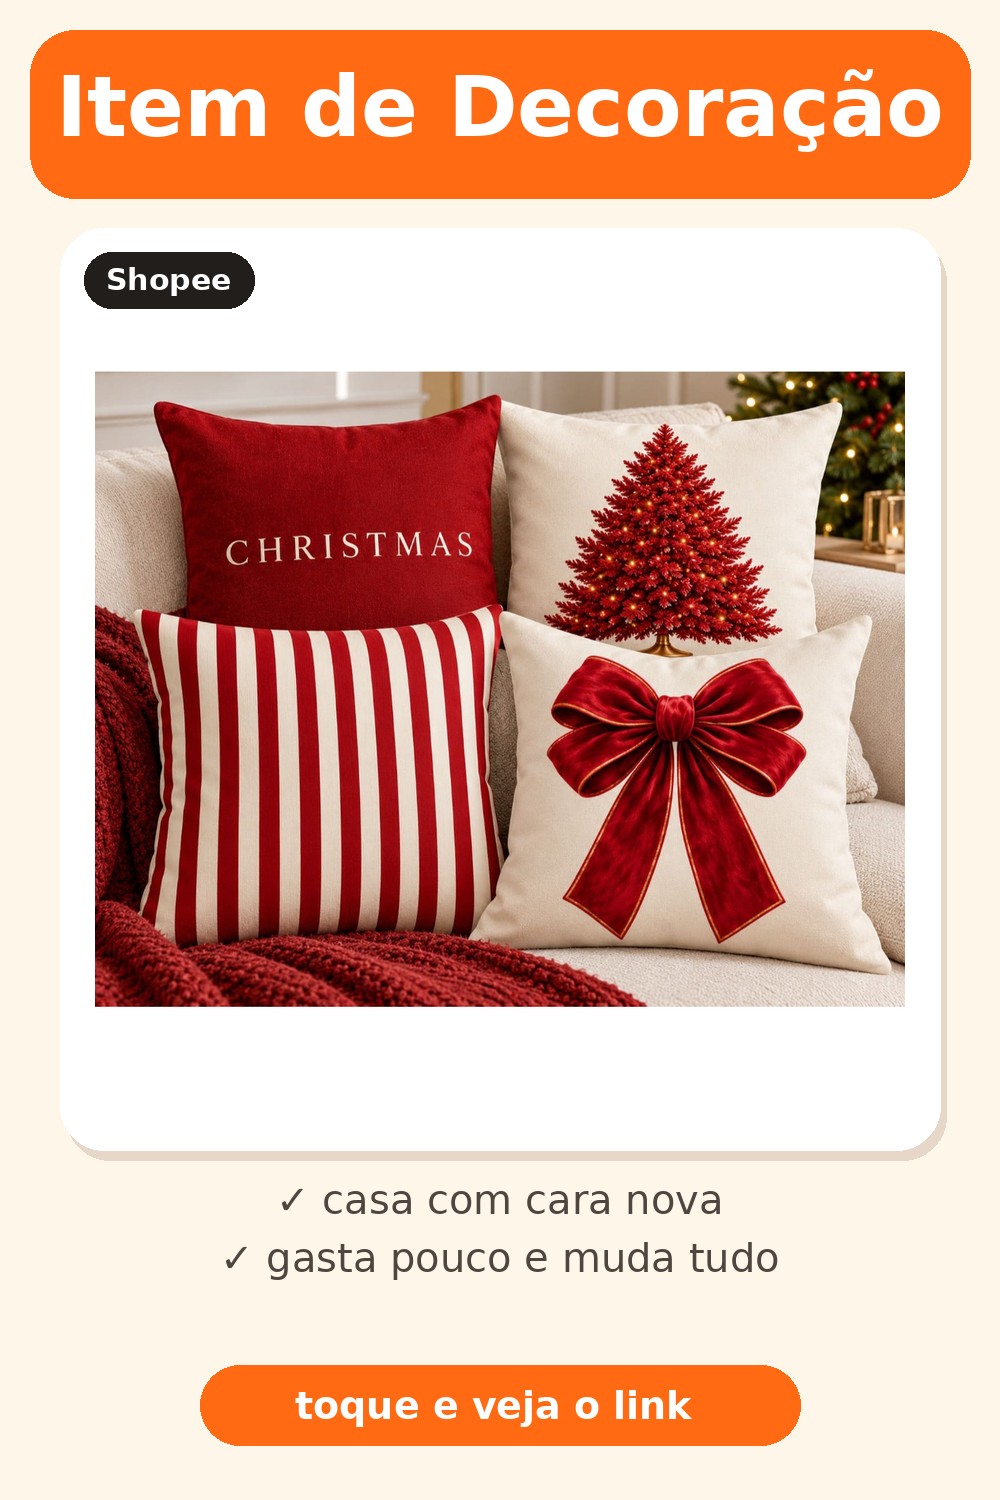 Item de Decoração
Shopee
CHRISTMAS
✓ casa com cara nova
✓ gasta pouco e muda tudo
toque e veja o link